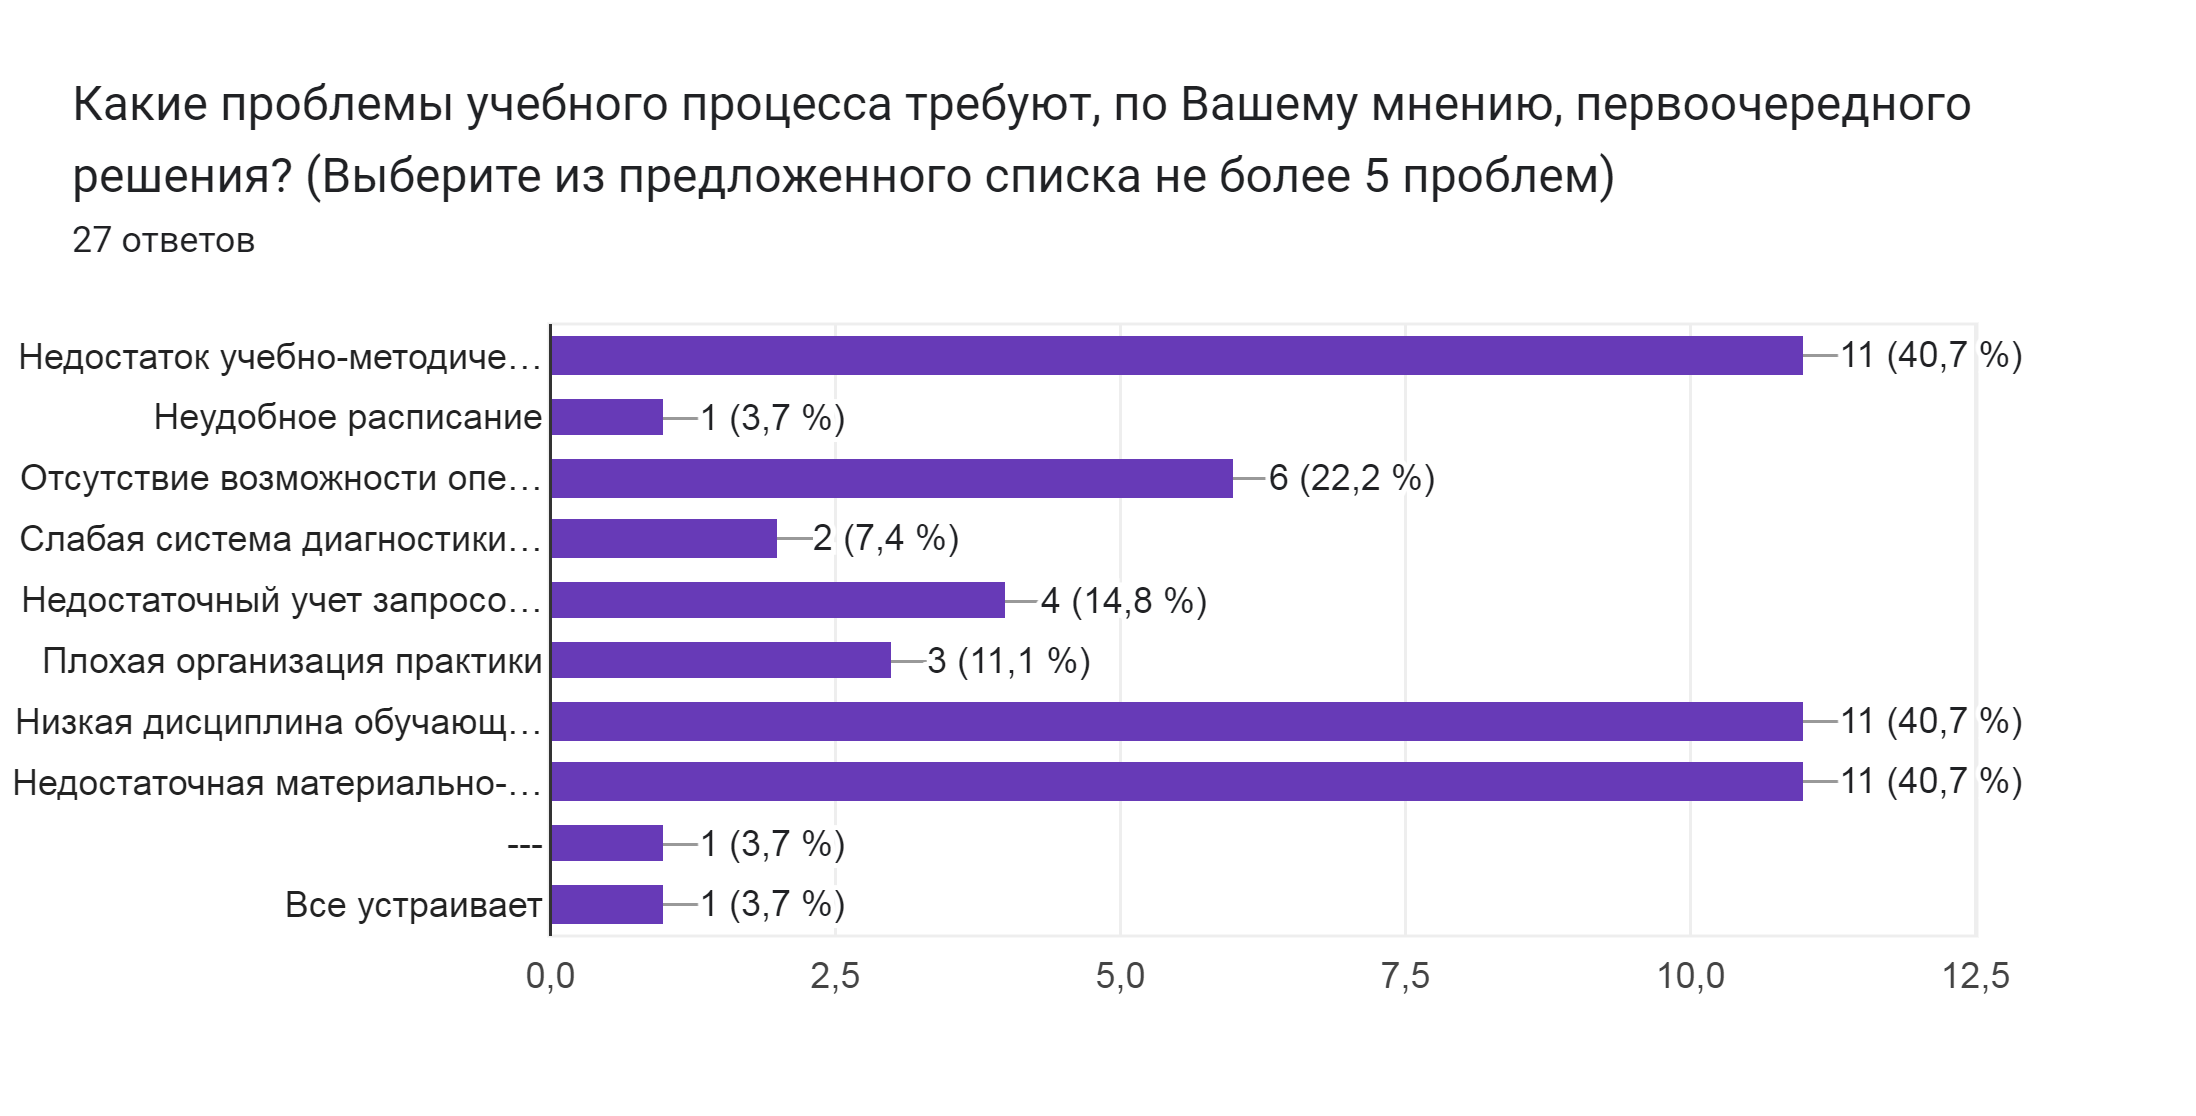 Какие проблемы учебного процесса требуют, по Вашему мнению, первоочередного
решения? (Выберите из предложенного списка не более 5 проблем)
27 ответов
Недостаток учебно-методиче… 11 (40,7 %)
Неудобное расписание 1 (3,7 %)
Отсутствие возможности опе… 6 (22,2 %)
Слабая система диагностики… 2 (7,4 %)
Недостаточный учет запросо… 4 (14,8 %)
Плохая организация практики 3 (11,1 %)
Низкая дисциплина обучающ… 11 (40,7 %)
Недостаточная материально-… 11 (40,7 %)
--- 1 (3,7 %)
Все устраивает 1 (3,7 %)
0,0 2,5 5,0 7,5 10,0 12,5